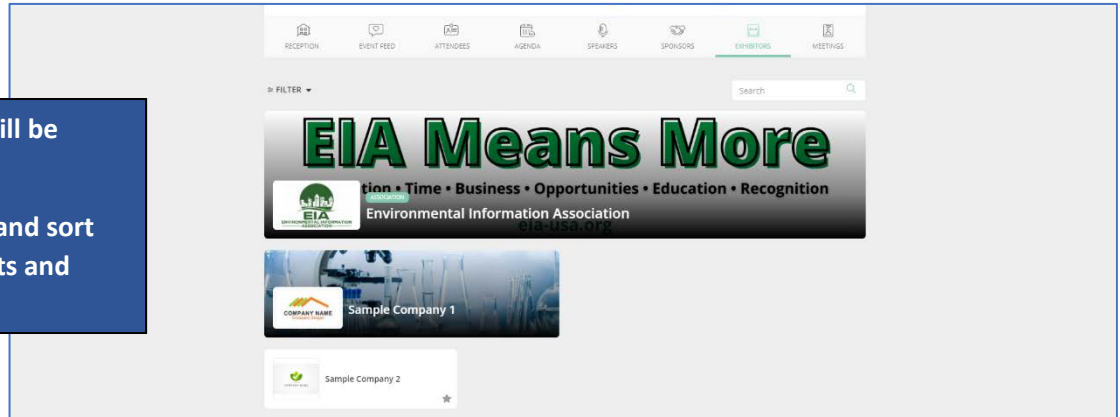 RECEPTION
EVENT FEED
ATTENDEES
AGENDA
SPEAKERS
SPONSORS
EXHIBITORS
MEETINGS
FILTER
Search
ill be
and sort
ts and
EIA Means More
tion • Time • Business • Opportunities • Education • Recognition
EIA
ENVIRONMENTAL INFORMATION
ASSOCIATION
ASSOCIATION
Environmental Information Association
eia-usa.org
COMPANY NAME
Sample Company 1
Sample Company 2